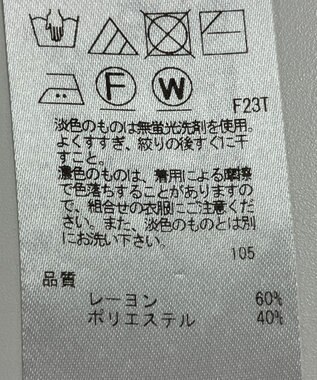 F
W
F23T
淡色のものは無蛍光洗剤を使用。
よくすすぎ、絞りの後すぐに干
すこと。
濃色のものは、着用による摩擦
で色落ちすることがありますの
で、組合せの衣服にご注意くだ
さい。また、淡色のものとは別
にお洗い下さい。
105
品質
レーヨン 60%
ポリエステル 40%